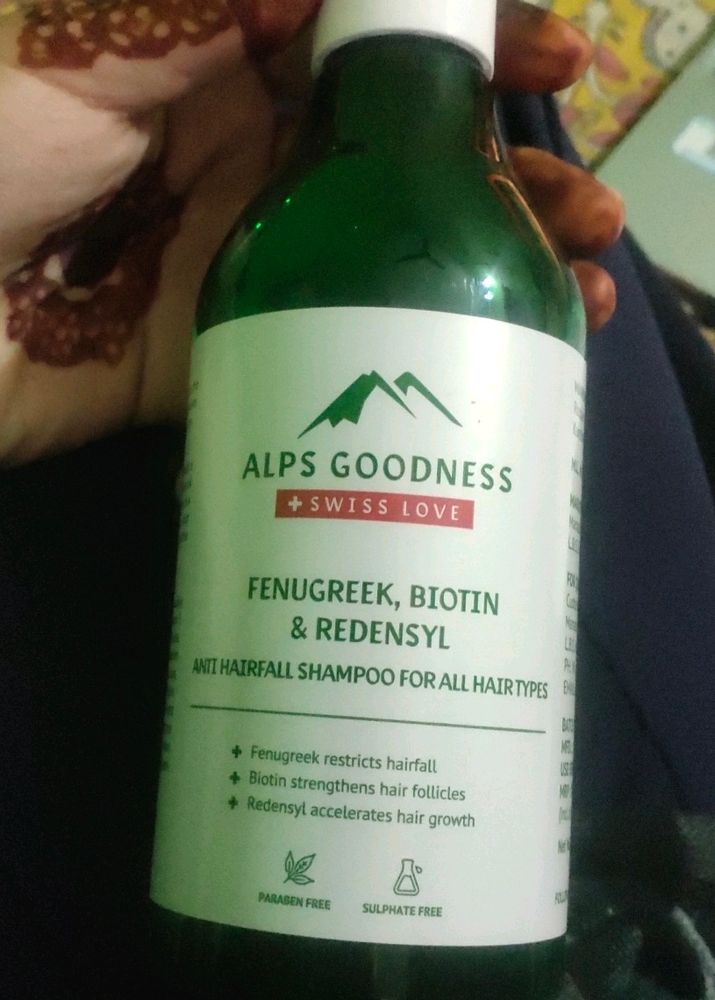 ALPS GOODNESS
+ SWISS LOVE
FENUGREEK, BIOTIN
& REDENSYL
ANTI HAIRFALL SHAMPOO FOR ALL HAIR TYPES
+ Fenugreek restricts hairfall
+ Biotin strengthens hair follicles
+ Redensyl accelerates hair growth
PARABEN FREE
SULPHATE FREE